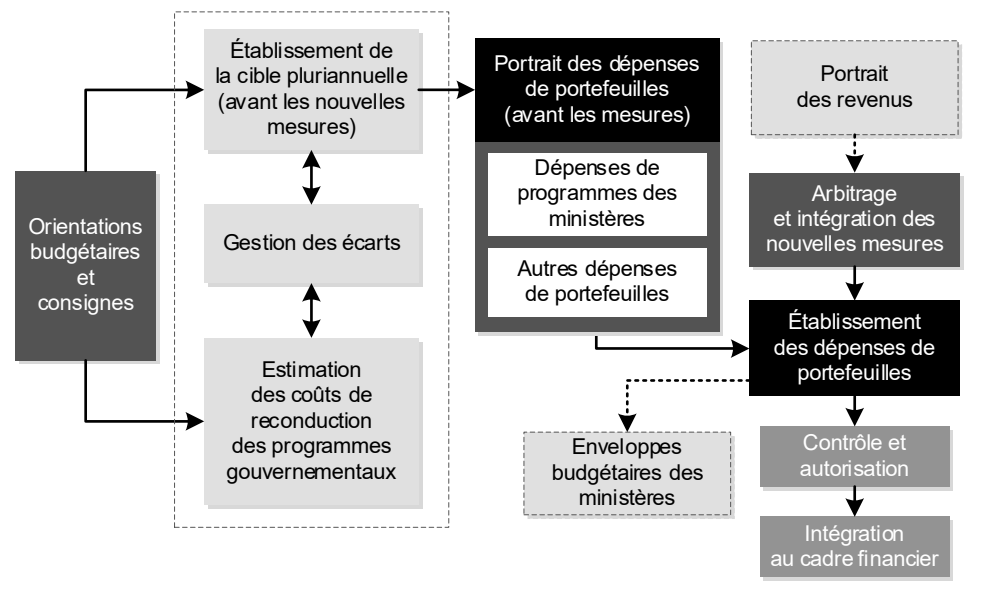 Orientations
budgétaires
et
consignes
Établissement de
la cible pluriannuelle
(avant les nouvelles
mesures)
Gestion des écarts
Estimation
des coûts de
reconduction
des programmes
gouvernementaux
Portrait des dépenses
de portefeuilles
(avant les mesures)
Dépenses de
programmes des
ministères
Autres dépenses
de portefeuilles
Portrait
des revenus
Arbitrage
et intégration des
nouvelles mesures
Établissement
des dépenses de
portefeuilles
Enveloppes
budgétaires des
ministères
Contrôle et
autorisation
Intégration
au cadre financier